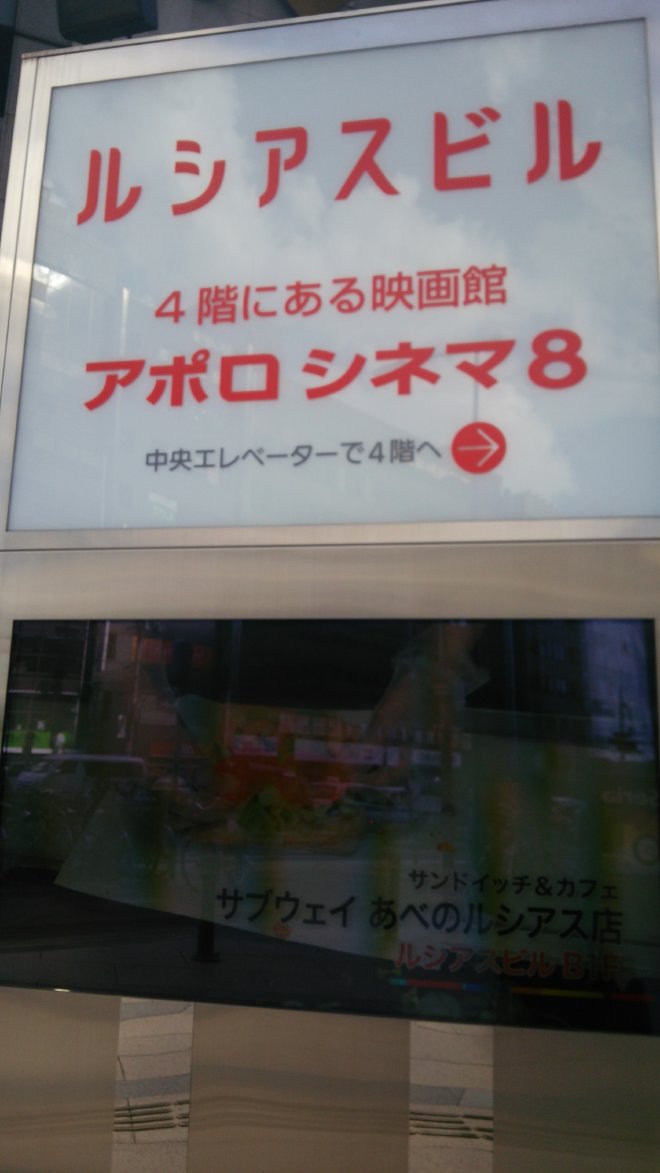 ルシアスビル
4階にある映画館
アポロシネマ8
中央エレベーターで4階へ
サンドイッチ&カフェ
サブウェイ あべのルシアス店
ルシアスビル B1F